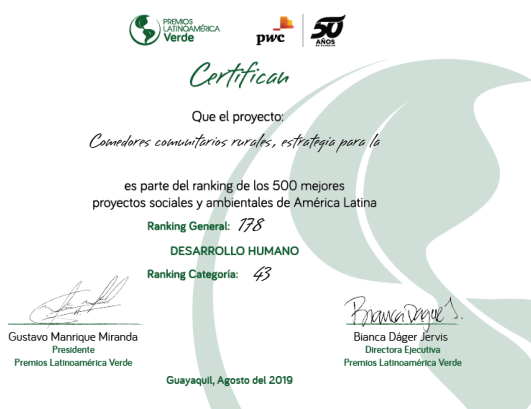 PREMIOS
LATINOAMÉRICA
Verde
pwc
50
AÑOS
Certifican
Que el proyecto:
Comedores comunitarios rurales, estrategia para la
es parte del ranking de los 500 mejores
proyectos sociales y ambientales de América Latina
Ranking General: 178
DESARROLLO HUMANO
Ranking Categoría: 43
Bianca Dáger J.
Gustavo Manrique Miranda
Presidente
Premios Latinoamérica Verde
Bianca Dáger Jervis
Directora Ejecutiva
Premios Latinoamérica Verde
Guayaquil, Agosto del 2019